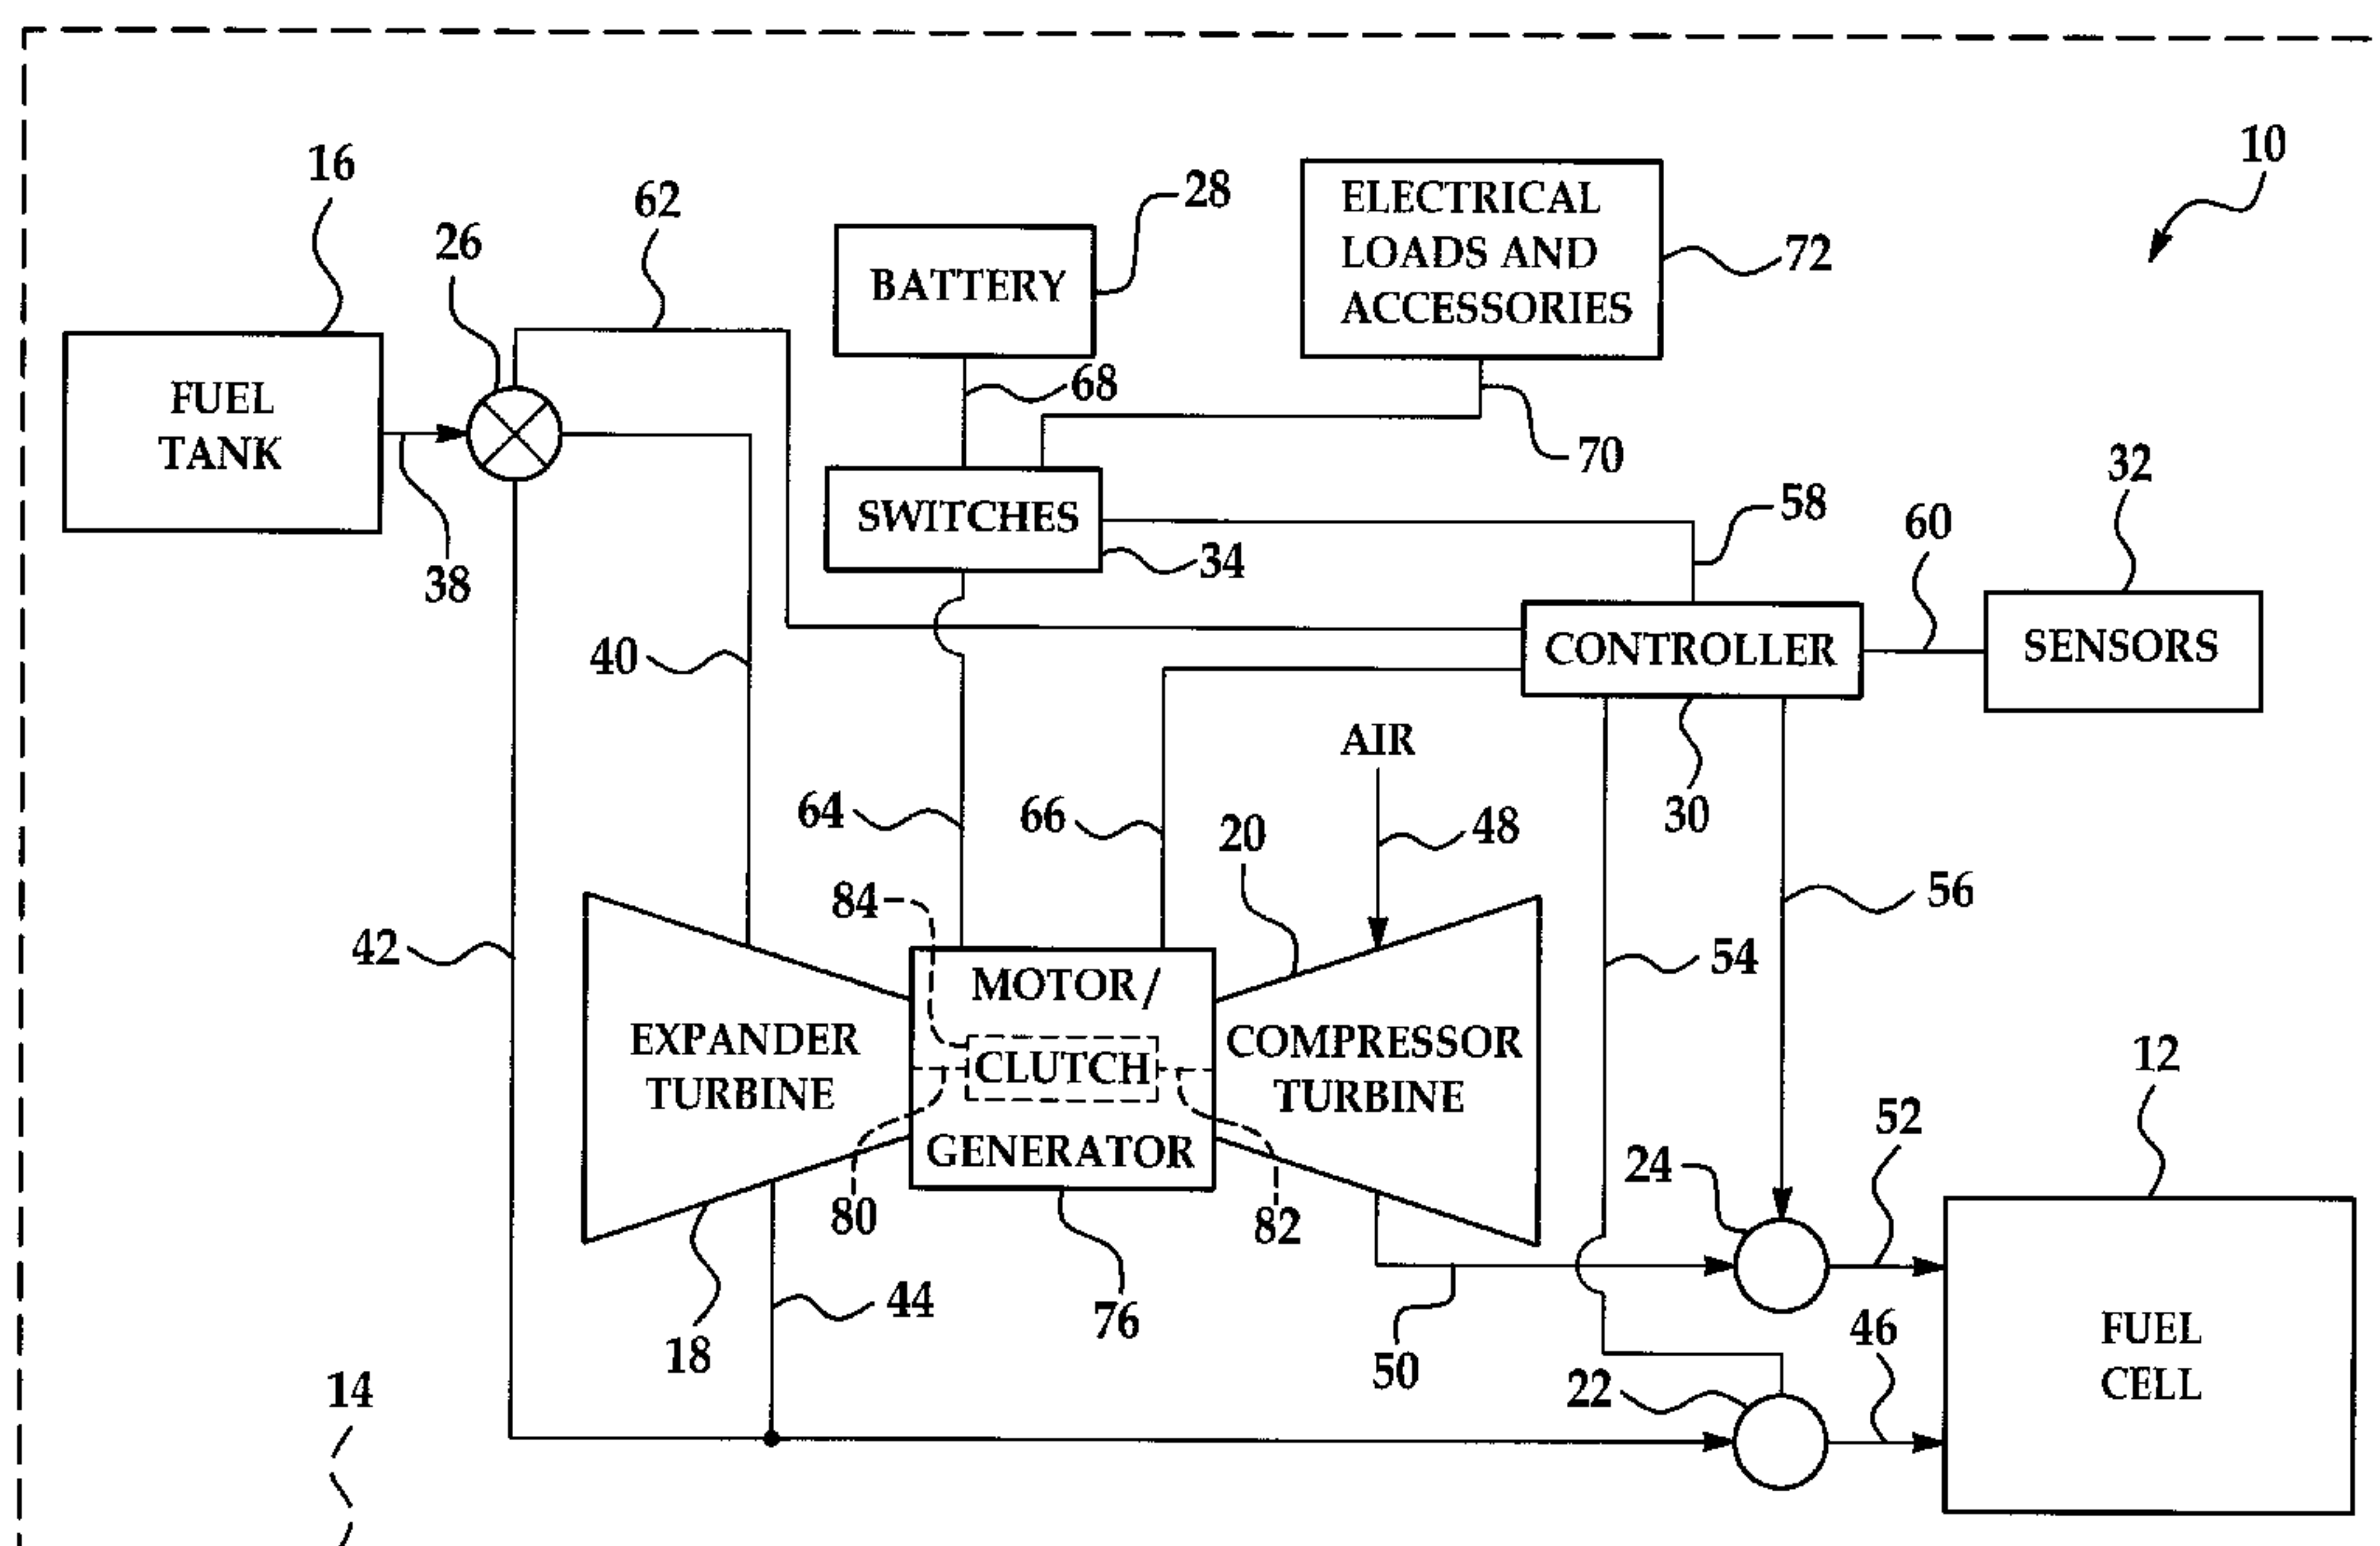 10
16
62
28
ELECTRICAL
LOADS AND
ACCESSORIES
72
26
BATTERY
FUEL
TANK
68
70
32
38
SWITCHES
34
58
60
40
CONTROLLER
SENSORS
AIR
64
66
20
48
30
84
56
42
54
MOTOR/
EXPANDER
TURBINE
CLUTCH
COMPRESSOR
TURBINE
12
GENERATOR
52
24
80
82
18
44
76
50
46
FUEL
CELL
22
14